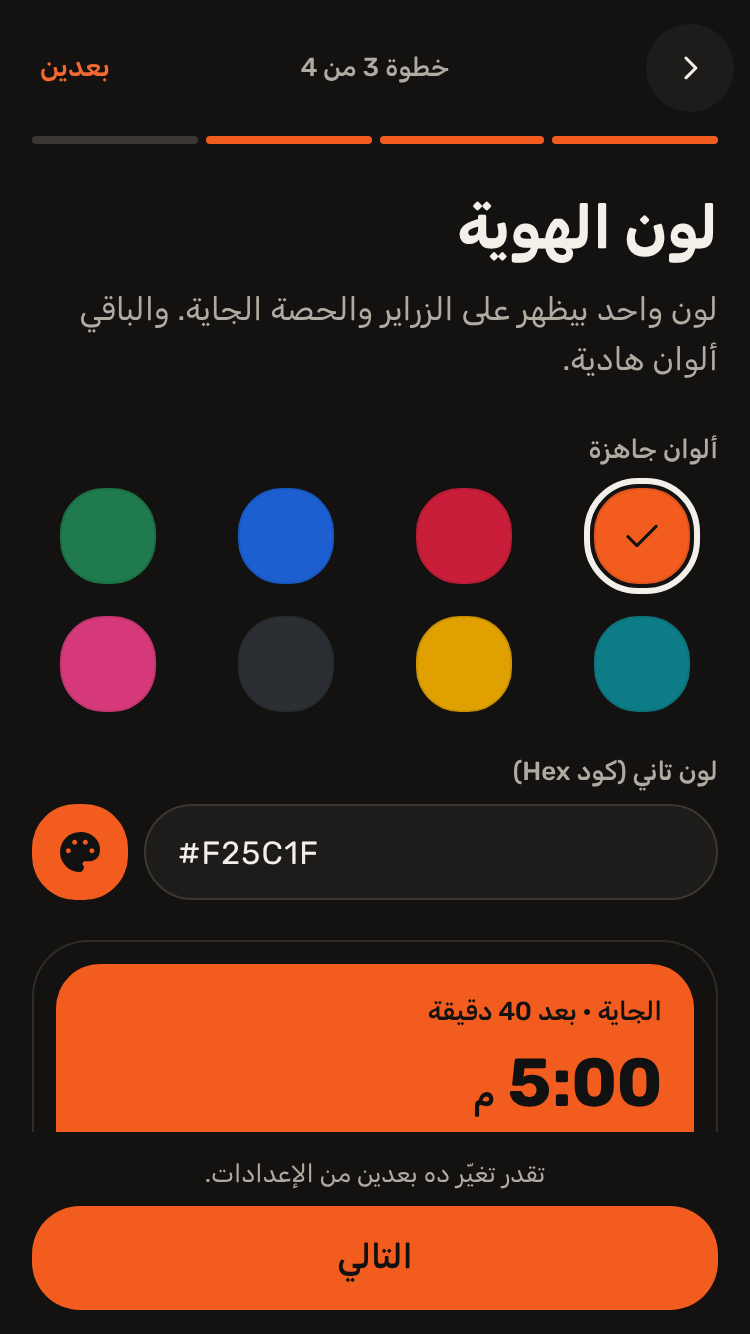 خطوة 3 من 4
بعدين
لون الهوية
لون واحد بيظهر على الزراير والحصة الجاية. والباقي
ألوان هادية.
ألوان جاهزة
لون تاني (كود Hex)
#F25C1F
الجاية • بعد 40 دقيقة
5:00 م
تقدر تغيّر ده بعدين من الإعدادات.
التالي